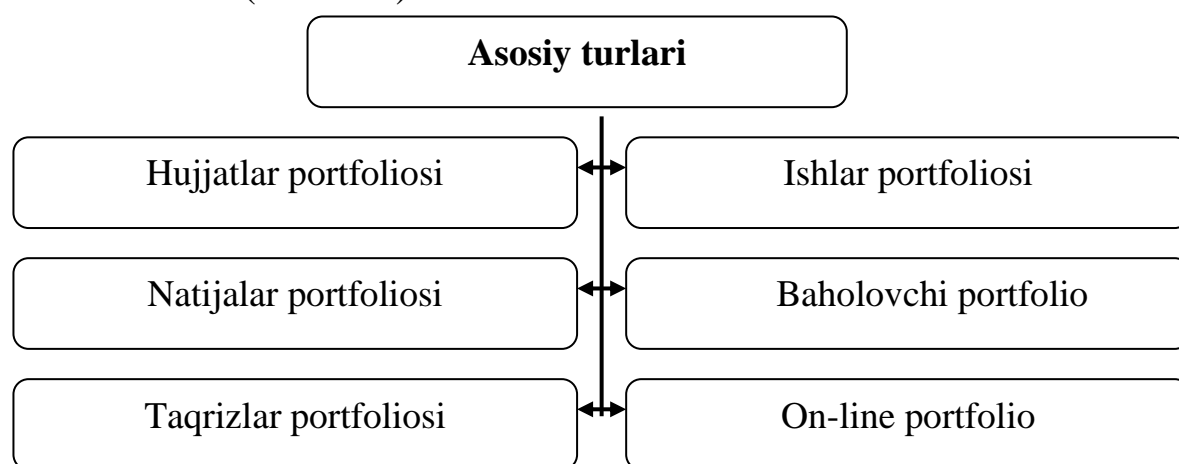 Asosiy turlari
Hujjatlar portfoliosi
Ishlar portfoliosi
Natijalar portfoliosi
Baholovchi portfolio
Taqrizlar portfoliosi
On-line portfolio